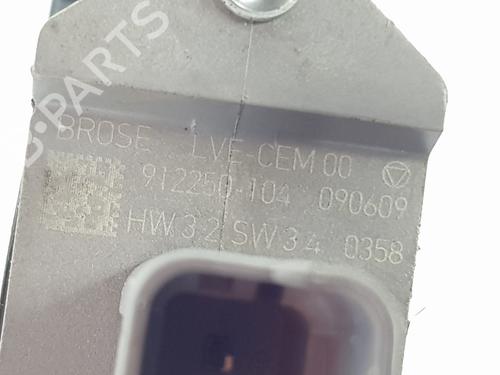 B-PARTS
BROSE LVE-CEM 00
912250-104 090609
HW 3 2 SW 3 4 0358